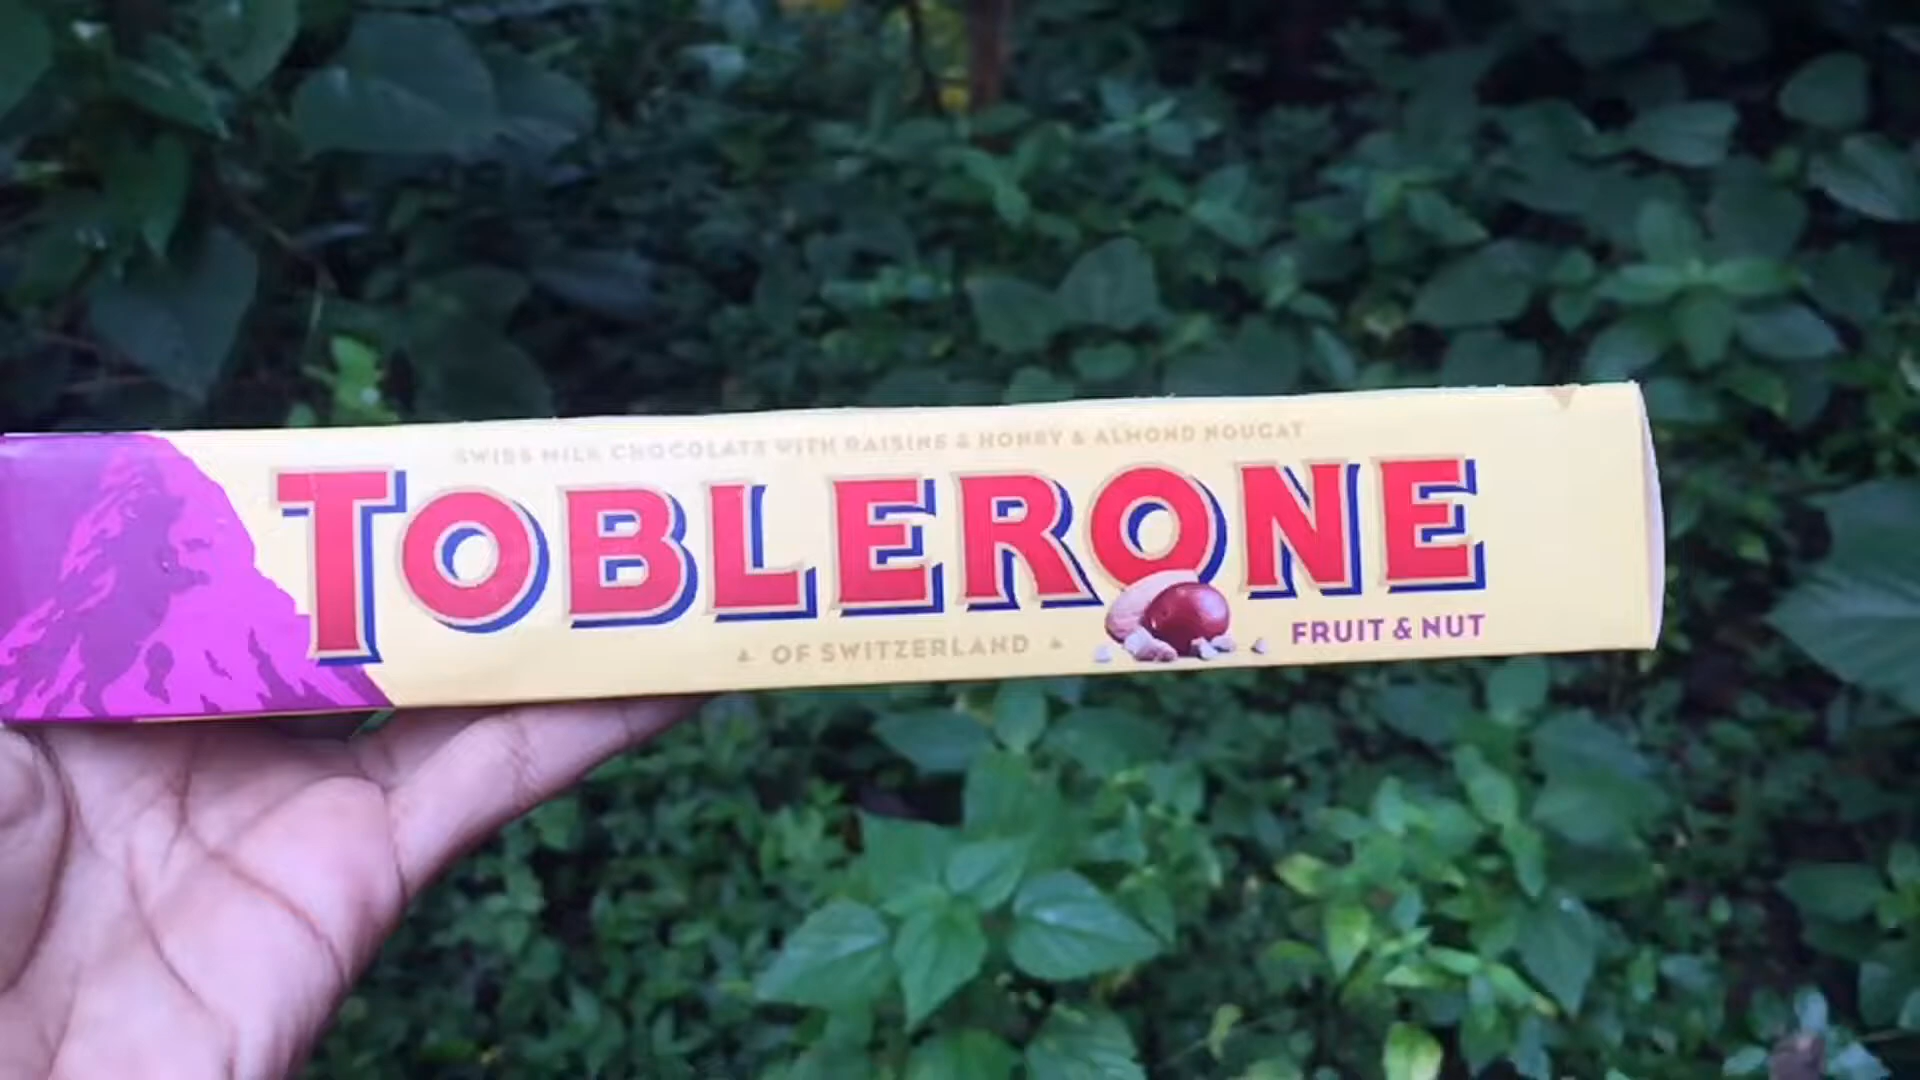 SWISS MILK CHOCOLATE WITH RAISINS & HONEY & ALMOND NOUGAT
TOBLERONE
OF SWITZERLAND
FRUIT & NUT